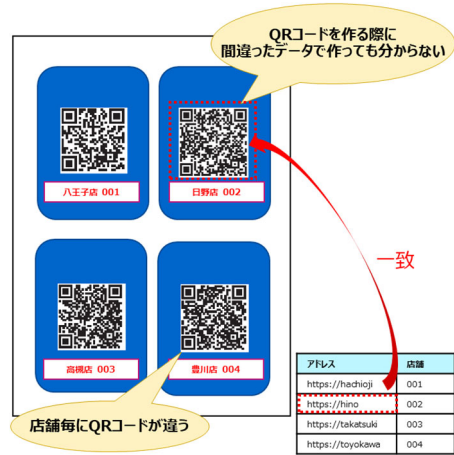 QRコードを作る際に
間違ったデータで作っても分からない
八王子店 001
日野店 002
高槻店 003
豊川店 004
一致
店舗毎にQRコードが違う
アドレス 店舗
https://hachioji 001
https://hino 002
https://takatsuki 003
https://toyokawa 004